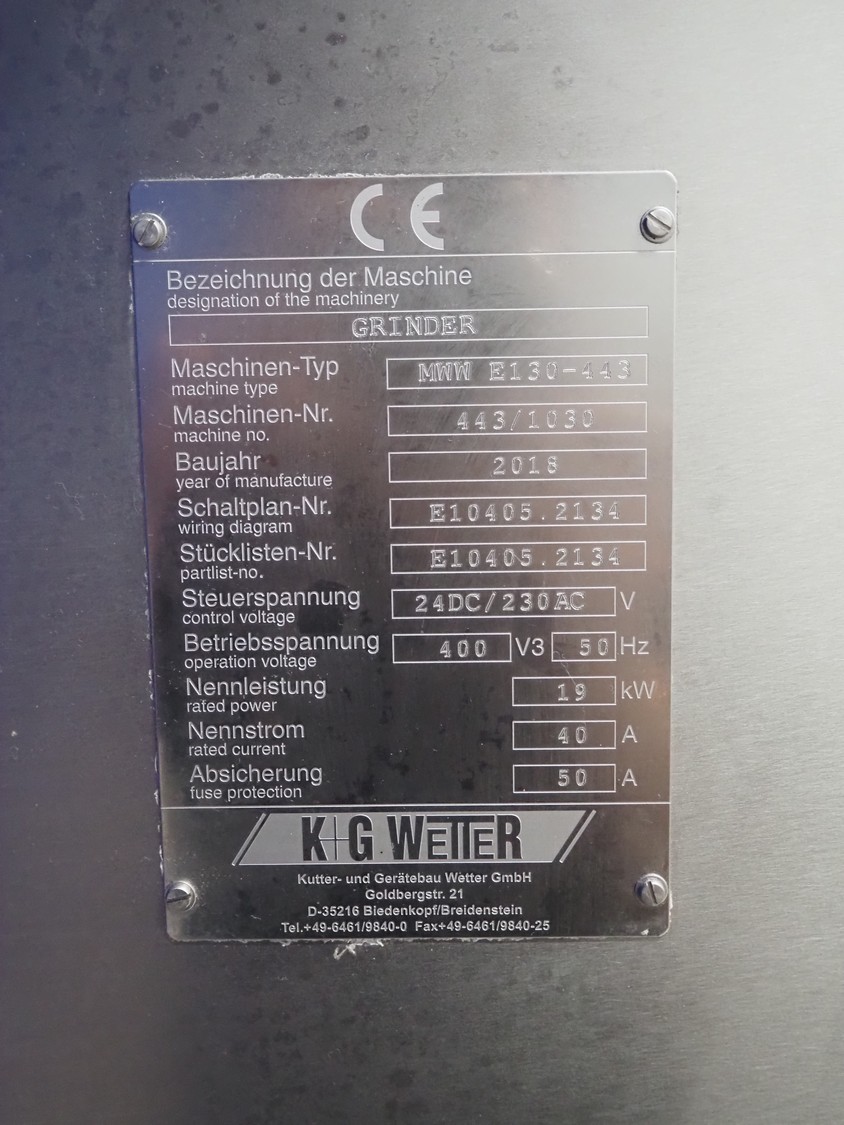 CE
Bezeichnung der Maschine
designation of the machinery
GRINDER
Maschinen-Typ MWW E130-443
machine type
Maschinen-Nr. 443/1030
machine no.
Baujahr 2018
year of manufacture
Schaltplan-Nr. E10405.2134
wiring diagram
Stücklisten-Nr. E10405.2134
partlist-no.
Steuerspannung 24DC/230AC V
control voltage
Betriebsspannung 400 V3 50 Hz
operation voltage
Nennleistung 19 kW
rated power
Nennstrom 40 A
rated current
Absicherung 50 A
fuse protection
K+G WETTER
Kutter- und Gerätebau Wetter GmbH
Goldbergstr. 21
D-35216 Biedenkopf/Breidenstein
Tel.+49-6461/9840-0 Fax+49-6461/9840-25